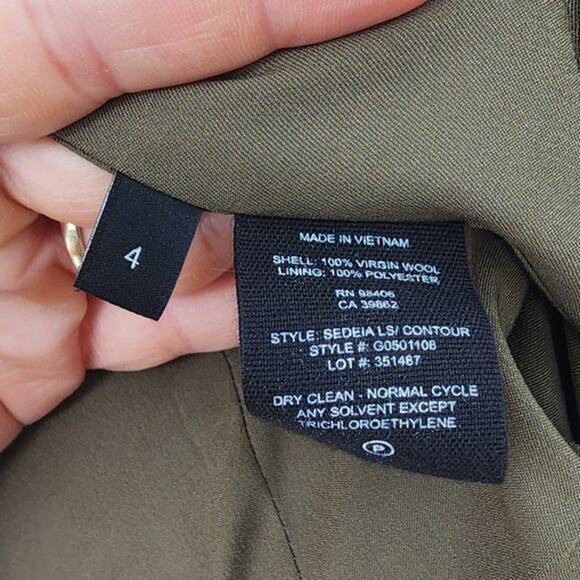 4
MADE IN VIETNAM
SHELL: 100% VIRGIN WOOL
LINING: 100% POLYESTER
RN 98406
CA 39862
STYLE: SEDEIA LS/ CONTOUR
STYLE #: G0501108
LOT #: 351487
DRY CLEAN - NORMAL CYCLE
ANY SOLVENT EXCEPT
TRICHLOROETHYLENE
P